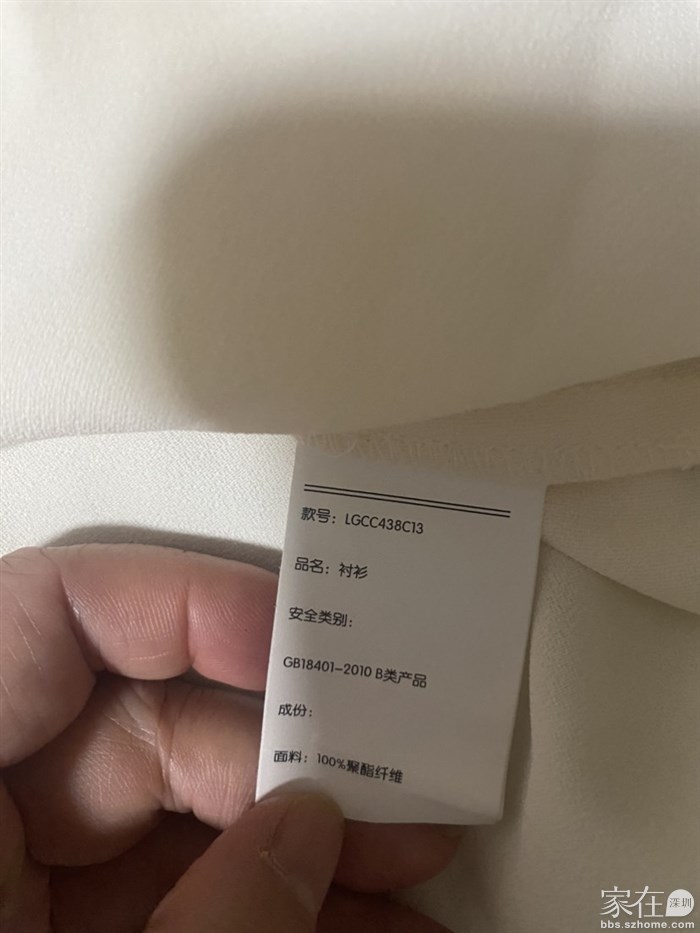 款号：LGCC438C13
品名：衬衫
安全类别：
GB18401-2010 B类产品
成份：
面料：100%聚酯纤维
家在深圳
bbs.szhome.com